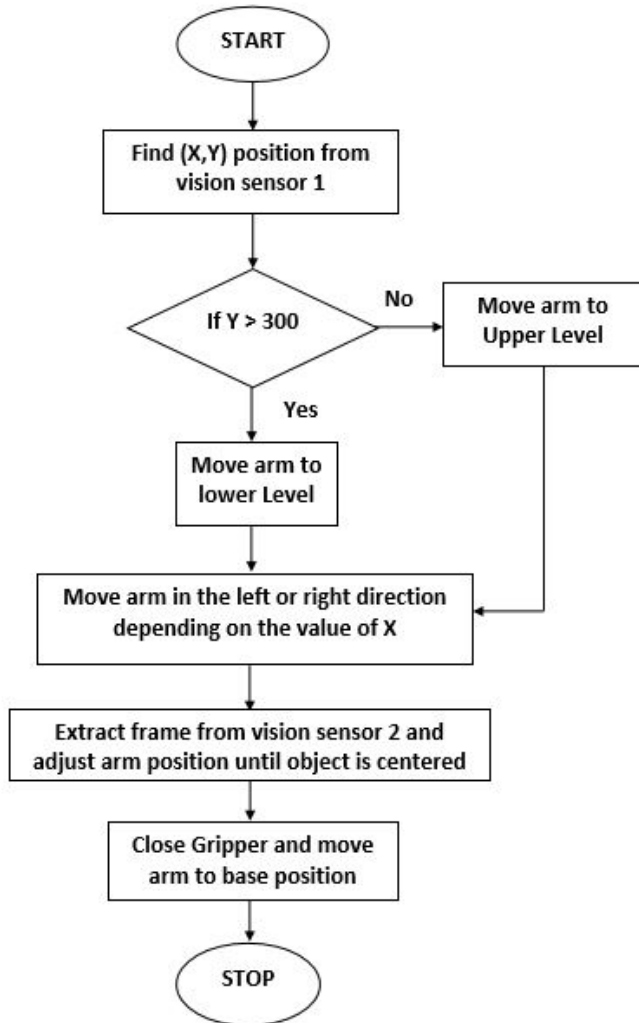 START
Find (X,Y) position from
vision sensor 1
If Y > 300
No
Move arm to
Upper Level
Yes
Move arm to
lower Level
Move arm in the left or right direction
depending on the value of X
Extract frame from vision sensor 2 and
adjust arm position until object is centered
Close Gripper and move
arm to base position
STOP